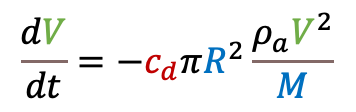 dV/dt = −c_d πR² ρ_a V²/M